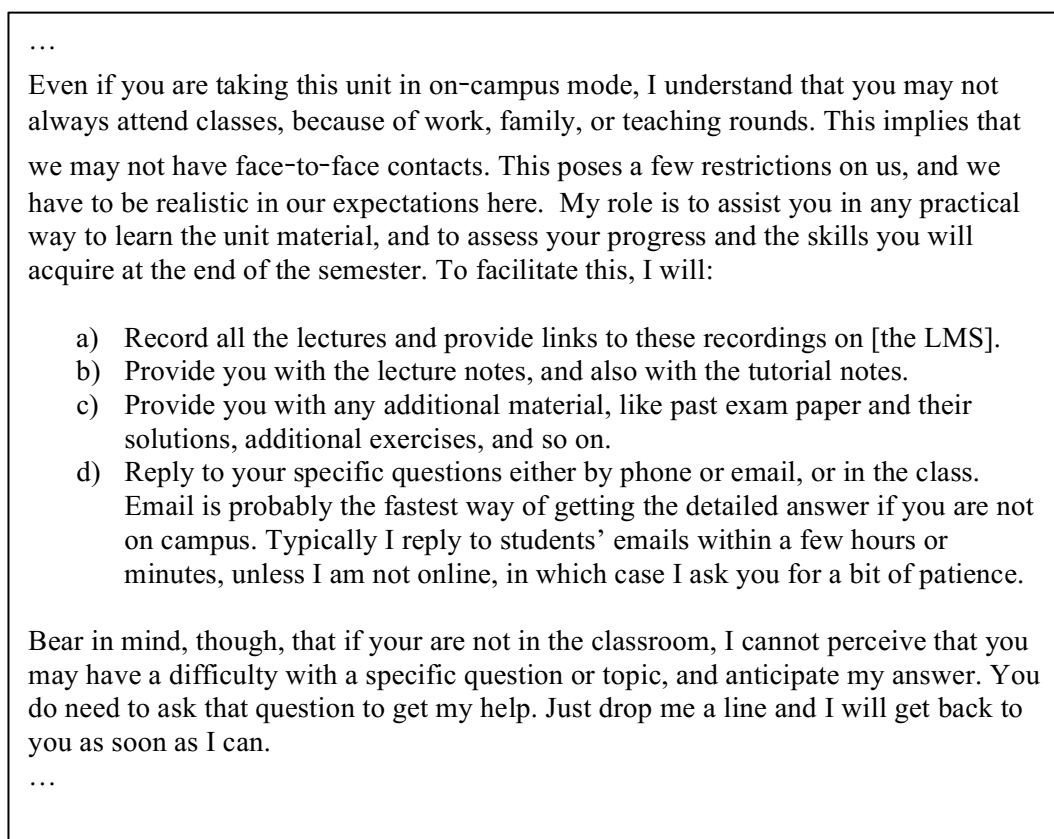 …
Even if you are taking this unit in on-campus mode, I understand that you may not
always attend classes, because of work, family, or teaching rounds. This implies that
we may not have face-to-face contacts. This poses a few restrictions on us, and we
have to be realistic in our expectations here.  My role is to assist you in any practical
way to learn the unit material, and to assess your progress and the skills you will
acquire at the end of the semester. To facilitate this, I will:
a) Record all the lectures and provide links to these recordings on [the LMS].
b) Provide you with the lecture notes, and also with the tutorial notes.
c) Provide you with any additional material, like past exam paper and their
solutions, additional exercises, and so on.
d) Reply to your specific questions either by phone or email, or in the class.
Email is probably the fastest way of getting the detailed answer if you are not
on campus. Typically I reply to students’ emails within a few hours or
minutes, unless I am not online, in which case I ask you for a bit of patience.
Bear in mind, though, that if your are not in the classroom, I cannot perceive that you
may have a difficulty with a specific question or topic, and anticipate my answer. You
do need to ask that question to get my help. Just drop me a line and I will get back to
you as soon as I can.
…